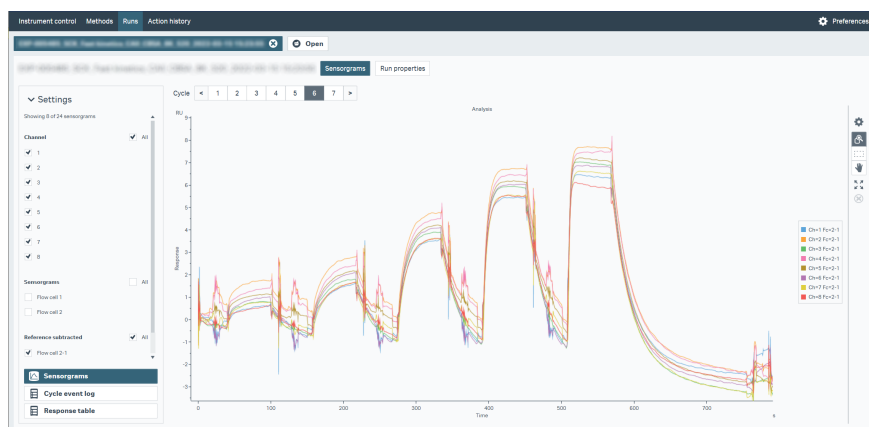 Instrument control Methods Runs Action history Preferences
Open
Sensorgrams Run properties
Settings
Cycle < 1 2 3 4 5 6 7 >
Showing 8 of 24 sensorgrams
Channel All
1
2
3
4
5
6
7
8
Sensorgrams All
Flow cell 1
Flow cell 2
Reference subtracted All
Flow cell 2-1
Sensorgrams
Cycle event log
Response table
Analysis
RU
9
8
7
6
5
4
3
2
1
0
-1
-2
-3
Response
0 100 200 300 400 500 600 700 s
Time
Ch=1 Fc=2-1
Ch=2 Fc=2-1
Ch=3 Fc=2-1
Ch=4 Fc=2-1
Ch=5 Fc=2-1
Ch=6 Fc=2-1
Ch=7 Fc=2-1
Ch=8 Fc=2-1